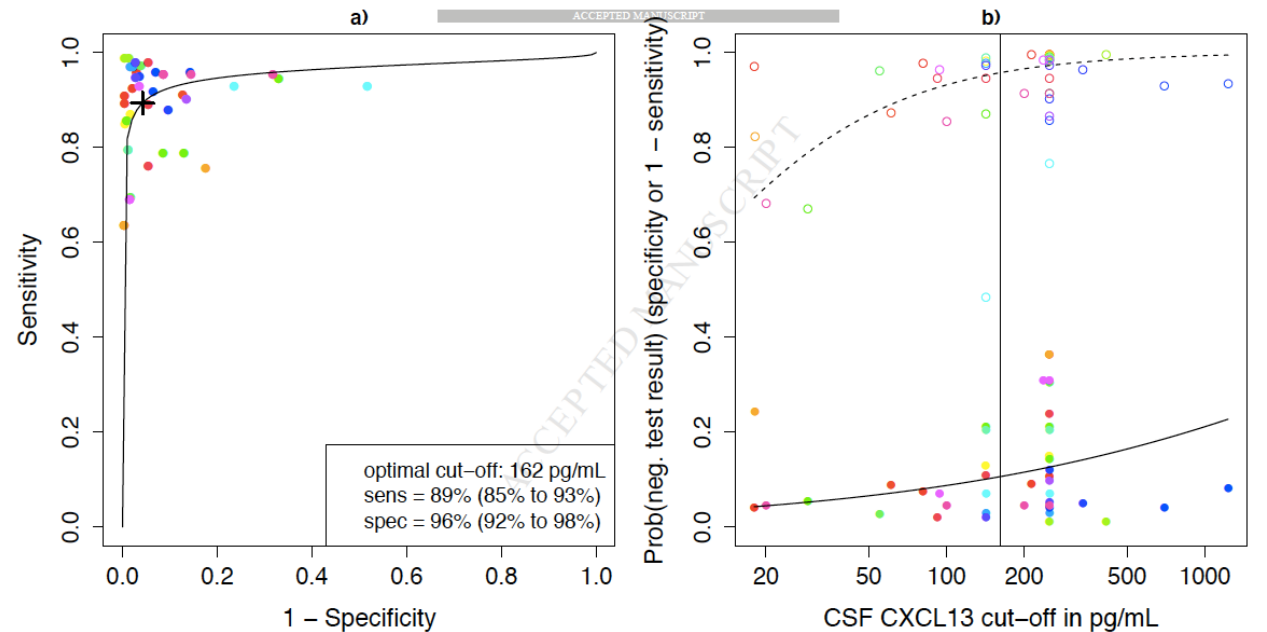 ACCEPTED MANUSCRIPT
a)
b)
Sensitivity
1.0
0.8
0.6
0.4
0.2
0.0
optimal cut−off: 162 pg/mL
sens = 89% (85% to 93%)
spec = 96% (92% to 98%)
0.0 0.2 0.4 0.6 0.8 1.0
1 − Specificity
Prob(neg. test result) (specificity or 1 − sensitivity)
1.0
0.8
0.6
0.4
0.2
0.0
20 50 100 200 500 1000
CSF CXCL13 cut−off in pg/mL
ACCEPTED MANUSCRIPT